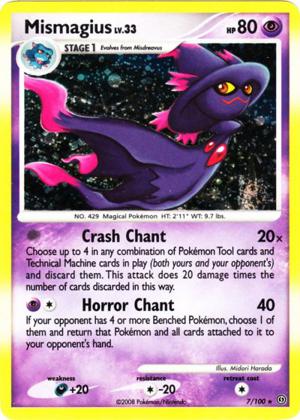 Mismagius LV.33
HP 80
STAGE 1 Evolves from Misdreavus
NO. 429 Magical Pokémon HT: 2'11" WT: 9.7 lbs.
Crash Chant 20x
Choose up to 4 in any combination of Pokémon Tool cards and
Technical Machine cards in play (both yours and your opponent's)
and discard them. This attack does 20 damage times the
number of cards discarded in this way.
Horror Chant 40
If your opponent has 4 or more Benched Pokémon, choose 1 of
them and return that Pokémon and all cards attached to it to
your opponent's hand.
Illus. Midori Harada
weakness resistance retreat cost
+20 -20
©2008 Pokémon/Nintendo 7/100